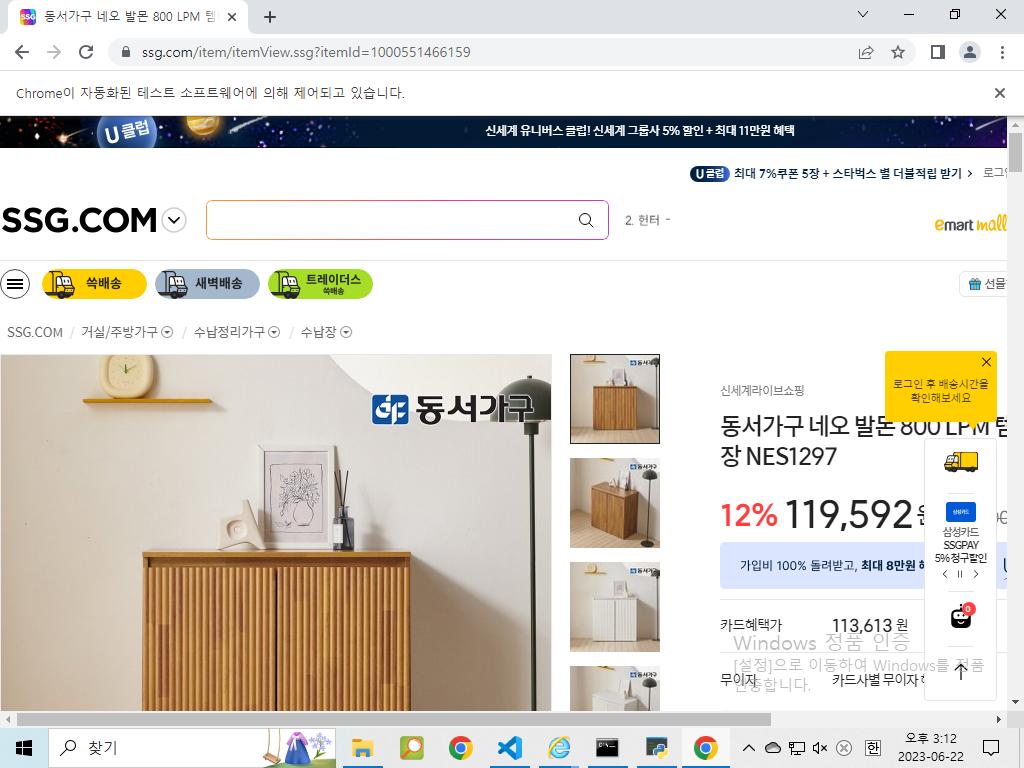 동서가구 네오 발몬 800 LPM 템
ssg.com/item/itemView.ssg?itemId=1000551466159
Chrome이 자동화된 테스트 소프트웨어에 의해 제어되고 있습니다.
U클럽
신세계 유니버스 클럽! 신세계 그룹사 5% 할인 + 최대 11만원 혜택
U클럽 최대 7%쿠폰 5장 + 스타벅스 별 더블적립 받기
로그인
SSG.COM
2. 헌터 -
emart mall
쓱배송
새벽배송
트레이더스
쓱배송
선물
SSG.COM / 거실/주방가구 / 수납정리가구 / 수납장
동서가구
신세계라이브쇼핑
로그인 후 배송시간을
확인해보세요
동서가구 네오 발몬 800 LPM 템
장 NES1297
12% 119,592원
삼성카드
삼성카드
SSGPAY
5% 청구할인
가입비 100% 돌려받고, 최대 8만원 혜
카드혜택가 113,613 원
0
무이자 카드사별 무이자
Windows 정품 인증
[설정]으로 이동하여 Windows를 정품
인증합니다.
찾기
오후 3:12
한
2023-06-22